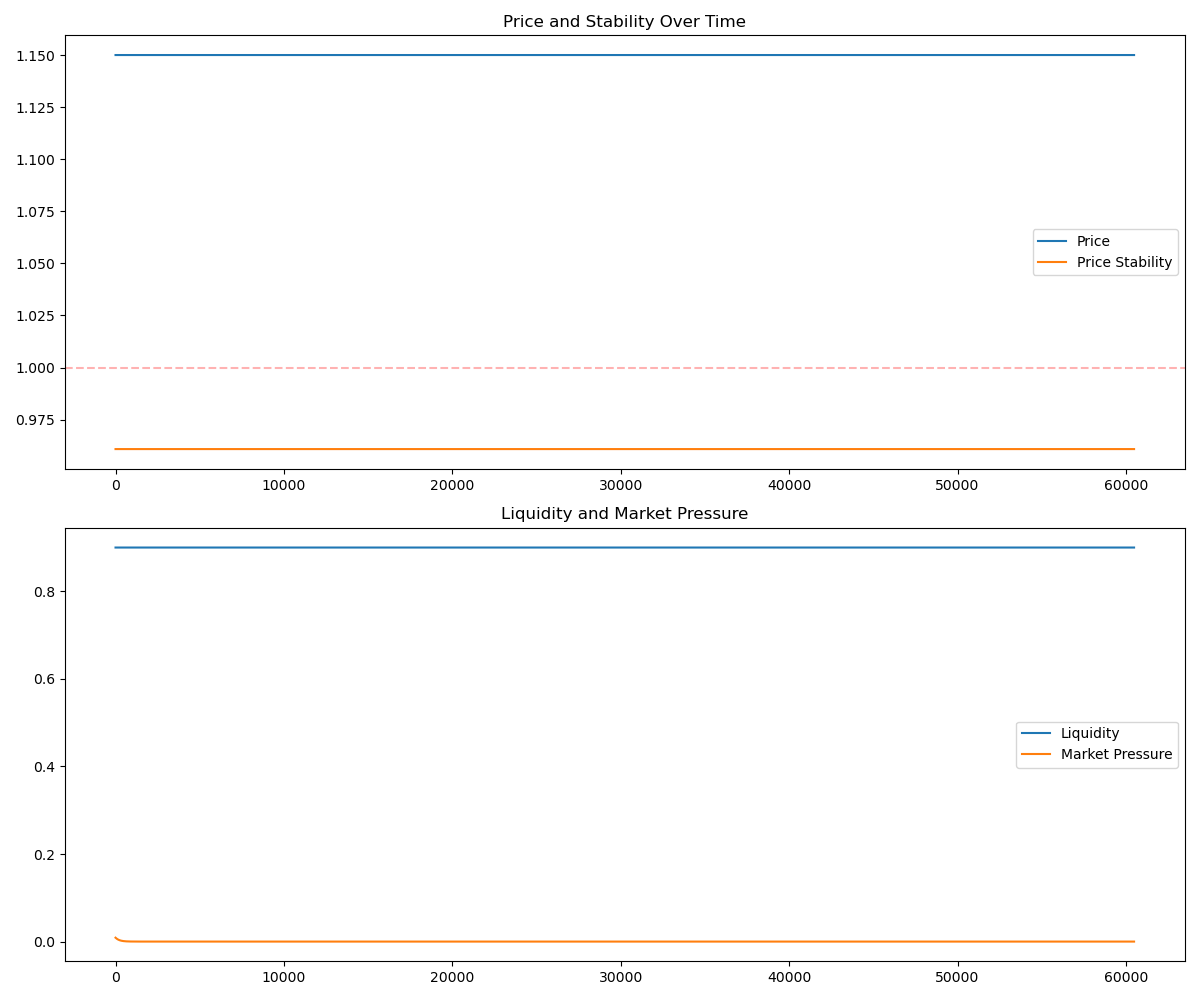 Price and Stability Over Time
1.150
1.125
1.100
1.075
1.050
1.025
1.000
0.975
Price
Price Stability
0 10000 20000 30000 40000 50000 60000
Liquidity and Market Pressure
0.8
0.6
0.4
0.2
0.0
Liquidity
Market Pressure
0 10000 20000 30000 40000 50000 60000